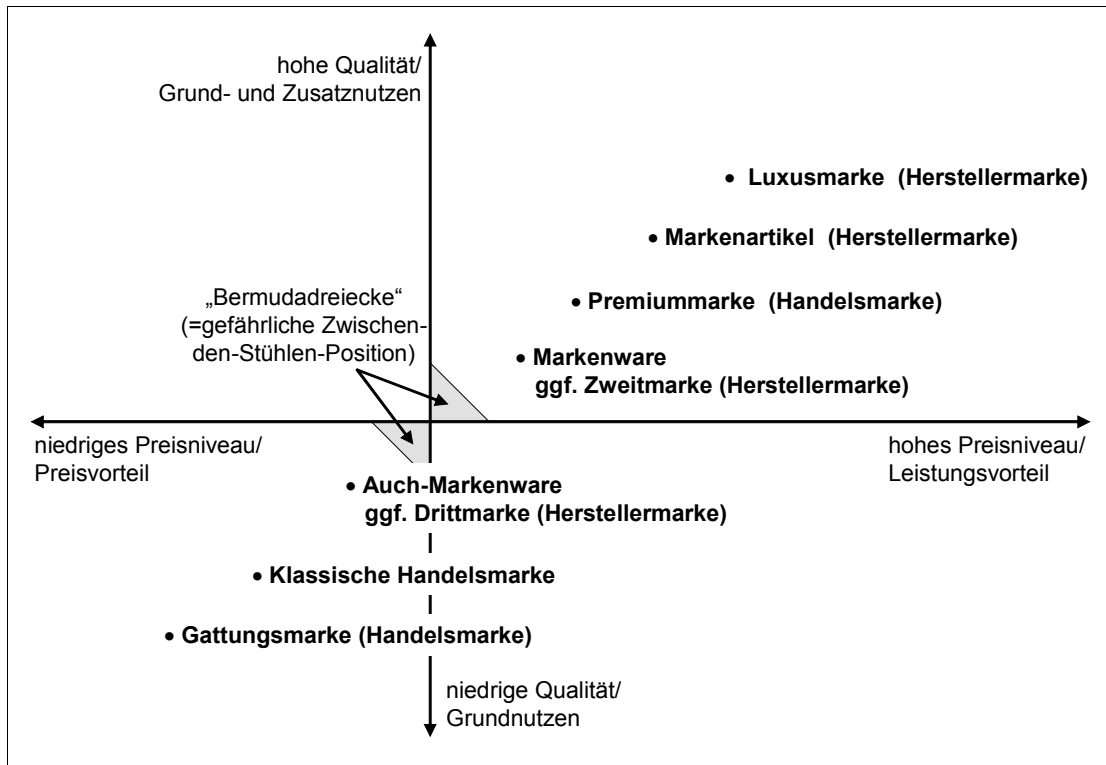 hohe Qualität/
Grund- und Zusatznutzen
• Luxusmarke (Herstellermarke)
• Markenartikel (Herstellermarke)
„Bermudadreiecke“
(=gefährliche Zwischen-
den-Stühlen-Position)
• Premiummarke (Handelsmarke)
• Markenware
ggf. Zweitmarke (Herstellermarke)
niedriges Preisniveau/
Preisvorteil
hohes Preisniveau/
Leistungsvorteil
• Auch-Markenware
ggf. Drittmarke (Herstellermarke)
• Klassische Handelsmarke
• Gattungsmarke (Handelsmarke)
niedrige Qualität/
Grundnutzen